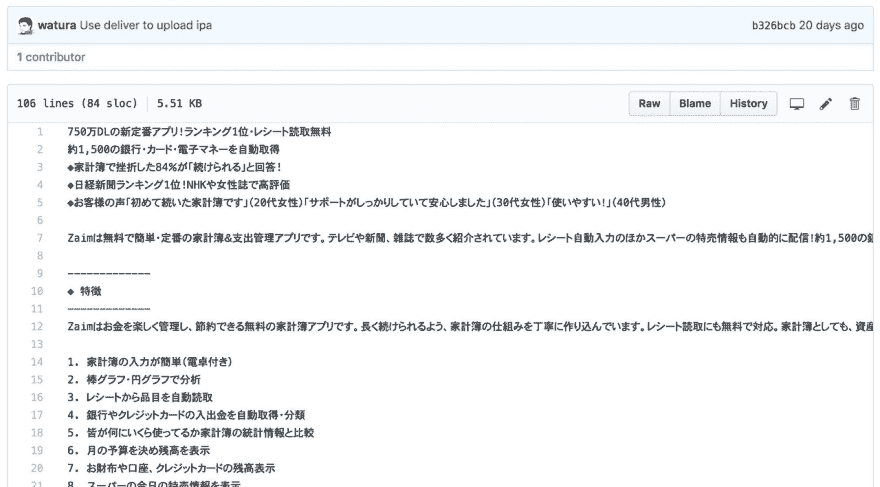 watura Use deliver to upload ipa b326bcb 20 days ago
1 contributor
106 lines (84 sloc) 5.51 KB Raw Blame History
1 750万DLの新定番アプリ!ランキング1位・レシート読取無料
2 約1,500の銀行・カード・電子マネーを自動取得
3 ◆家計簿で挫折した84%が「続けられる」と回答!
4 ◆日経新聞ランキング1位!NHKや女性誌で高評価
5 ◆お客様の声「初めて続いた家計簿です」(20代女性)「サポートがしっかりしていて安心しました」(30代女性)「使いやすい!」(40代男性)
6
7 Zaimは無料で簡単・定番の家計簿&支出管理アプリです。テレビや新聞、雑誌で数多く紹介されています。レシート自動入力のほかスーパーの特売情報も自動的に配信!約1,500の銀
8
9 -------------
10 ◆ 特徴
11 -------------
12 Zaimはお金を楽しく管理し、節約できる無料の家計簿アプリです。長く続けられるよう、家計簿の仕組みを丁寧に作り込んでいます。レシート読取にも無料で対応。家計簿としても、資産
13
14 1. 家計簿の入力が簡単(電卓付き)
15 2. 棒グラフ・円グラフで分析
16 3. レシートから品目を自動読取
17 4. 銀行やクレジットカードの入出金を自動取得・分類
18 5. 皆が何にいくら使ってるか家計簿の統計情報と比較
19 6. 月の予算を決め残高を表示
20 7. お財布や口座、クレジットカードの残高表示
21 8. スーパーの今日の特売情報を表示